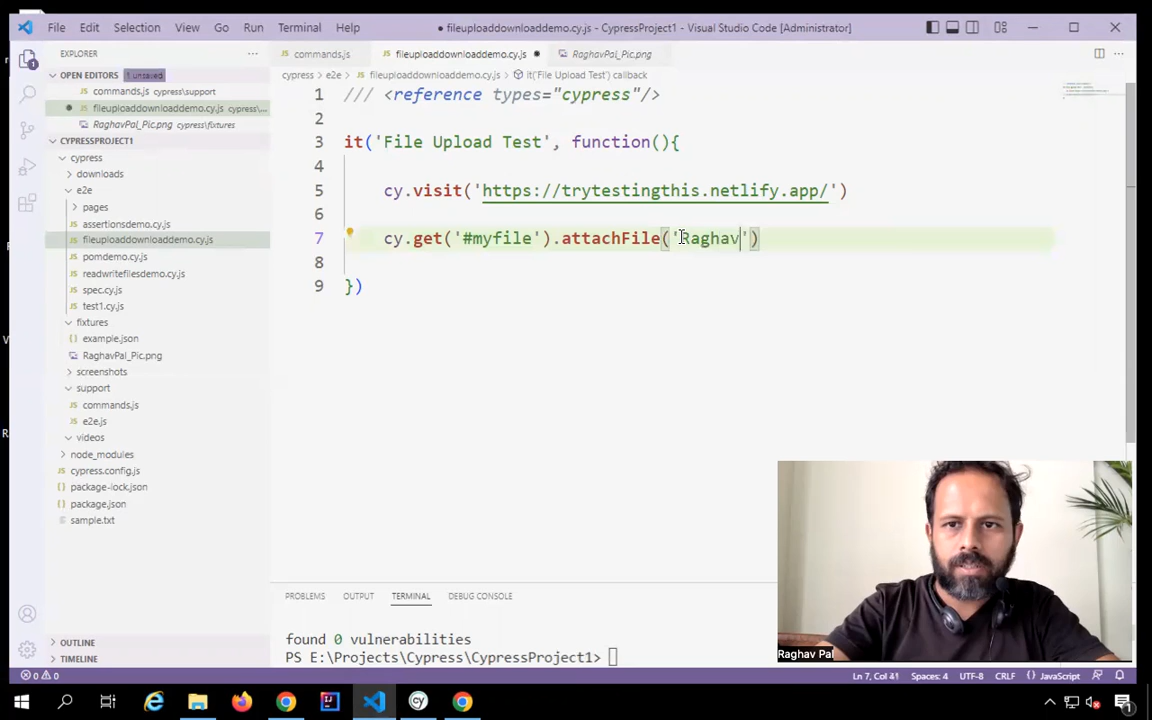 File Edit Selection View Go Run Terminal Help
● fileuploaddownloaddemo.cy.js - CypressProject1 - Visual Studio Code [Administrator]
EXPLORER
OPEN EDITORS 1 unsaved
commands.js cypress\support
fileuploaddownloaddemo.cy.js cypress\...
RaghavPal_Pic.png cypress\fixtures
CYPRESSPROJECT1
cypress
downloads
e2e
pages
assertionsdemo.cy.js
fileuploaddownloaddemo.cy.js
pomdemo.cy.js
readwritefilesdemo.cy.js
spec.cy.js
test1.cy.js
fixtures
example.json
RaghavPal_Pic.png
screenshots
support
commands.js
e2e.js
videos
node_modules
cypress.config.js
package-lock.json
package.json
sample.txt
OUTLINE
TIMELINE
commands.js fileuploaddownloaddemo.cy.js ● RaghavPal_Pic.png
cypress > e2e > fileuploaddownloaddemo.cy.js > it('File Upload Test') callback
1 /// <reference types="cypress"/>
2
3 it('File Upload Test', function(){
4
5 cy.visit('https://trytestingthis.netlify.app/')
6
7 cy.get('#myfile').attachFile('Raghav')
8
9 })
PROBLEMS OUTPUT TERMINAL DEBUG CONSOLE
found 0 vulnerabilities
PS E:\Projects\Cypress\CypressProject1>
Raghav Pal
0 0 Ln 7, Col 41 Spaces: 4 UTF-8 CRLF JavaScript